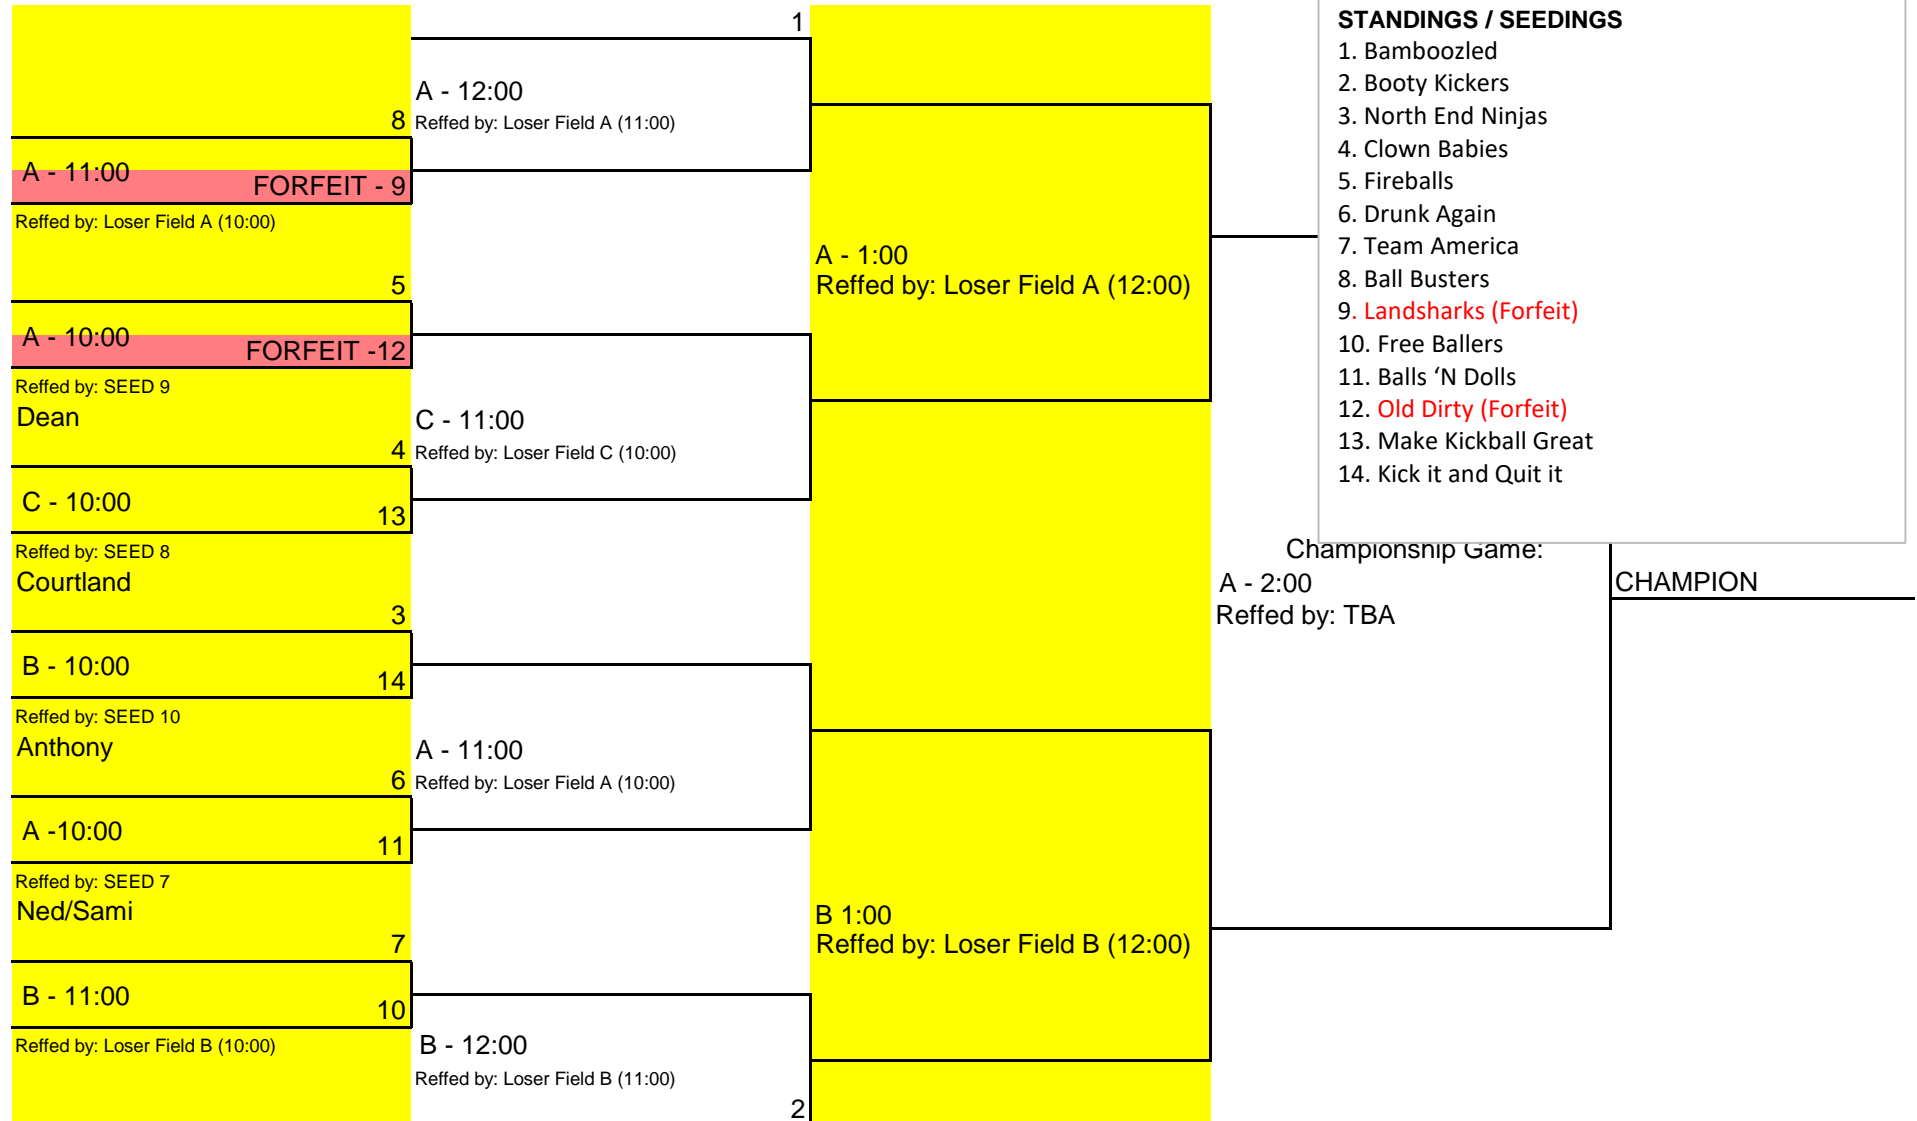 8
A - 11:00
FORFEIT - 9
Reffed by: Loser Field A (10:00)
5
A - 10:00
FORFEIT -12
Reffed by: SEED 9
Dean
4
C - 10:00
13
Reffed by: SEED 8
Courtland
3
B - 10:00
14
Reffed by: SEED 10
Anthony
6
A -10:00
11
Reffed by: SEED 7
Ned/Sami
7
B - 11:00
10
Reffed by: Loser Field B (10:00)
1
A - 12:00
Reffed by: Loser Field A (11:00)
C - 11:00
Reffed by: Loser Field C (10:00)
A - 11:00
Reffed by: Loser Field A (10:00)
B - 12:00
Reffed by: Loser Field B (11:00)
2
A - 1:00
Reffed by: Loser Field A (12:00)
B 1:00
Reffed by: Loser Field B (12:00)
STANDINGS / SEEDINGS
1. Bamboozled
2. Booty Kickers
3. North End Ninjas
4. Clown Babies
5. Fireballs
6. Drunk Again
7. Team America
8. Ball Busters
9. Landsharks (Forfeit)
10. Free Ballers
11. Balls ‘N Dolls
12. Old Dirty (Forfeit)
13. Make Kickball Great
14. Kick it and Quit it
Championship Game:
A - 2:00
Reffed by: TBA
CHAMPION